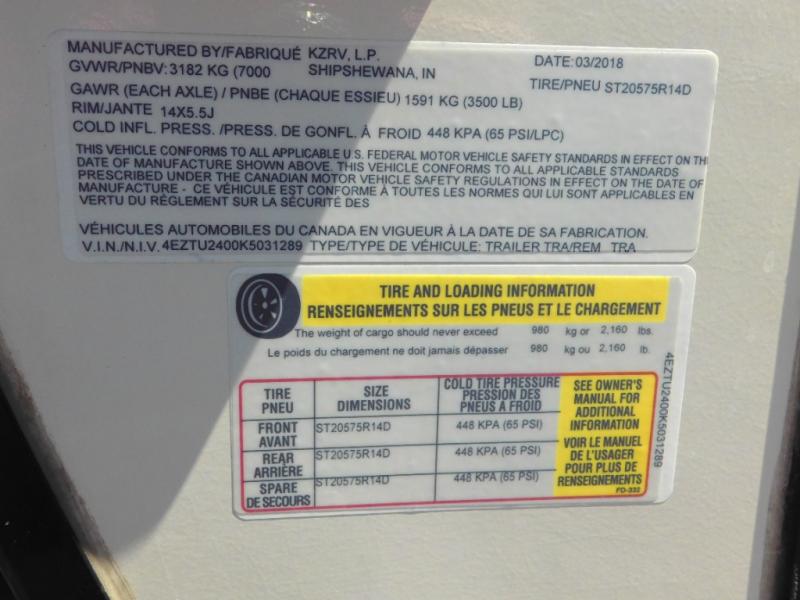 MANUFACTURED BY/FABRIQUÉ KZRV, L.P. DATE: 03/2018
GVWR/PNBV: 3182 KG (7000 SHIPSHEWANA, IN TIRE/PNEU ST20575R14D
GAWR (EACH AXLE) / PNBE (CHAQUE ESSIEU) 1591 KG (3500 LB)
RIM/JANTE 14X5.5J
COLD INFL. PRESS. /PRESS. DE GONFL. À FROID 448 KPA (65 PSI/LPC)
THIS VEHICLE CONFORMS TO ALL APPLICABLE U.S. FEDERAL MOTOR VEHICLE SAFETY STANDARDS IN EFFECT ON THE
DATE OF MANUFACTURE SHOWN ABOVE. THIS VEHICLE CONFORMS TO ALL APPLICABLE STANDARDS
PRESCRIBED UNDER THE CANADIAN MOTOR VEHICLE SAFETY REGULATIONS IN EFFECT ON THE DATE OF
MANUFACTURE - CE VÉHICULE EST CONFORME À TOUTES LES NORMES QUI LUI SONT APPLICABLES EN
VERTU DU RÈGLEMENT SUR LA SÉCURITÉ DES
VÉHICULES AUTOMOBILES DU CANADA EN VIGUEUR À LA DATE DE SA FABRICATION.
V.I.N./N.I.V. 4EZTU2400K5031289 TYPE/TYPE DE VÉHICULE: TRAILER TRA/REM TRA
TIRE AND LOADING INFORMATION
RENSEIGNEMENTS SUR LES PNEUS ET LE CHARGEMENT
The weight of cargo should never exceed 980 kg or 2,160 lbs.
Le poids du chargement ne doit jamais dépasser 980 kg ou 2,160 lb.
TIRE
PNEU
SIZE
DIMENSIONS
COLD TIRE PRESSURE
PRESSION DES
PNEUS A FROID
FRONT
AVANT
ST20575R14D
448 KPA (65 PSI)
REAR
ARRIÈRE
ST20575R14D
448 KPA (65 PSI)
SPARE
DE SECOURS
ST20575R14D
448 KPA (65 PSI)
SEE OWNER'S
MANUAL FOR
ADDITIONAL
INFORMATION
VOIR LE MANUEL
DE L'USAGER
POUR PLUS DE
RENSEIGNEMENTS
FD-332
4EZTU2400K5031289